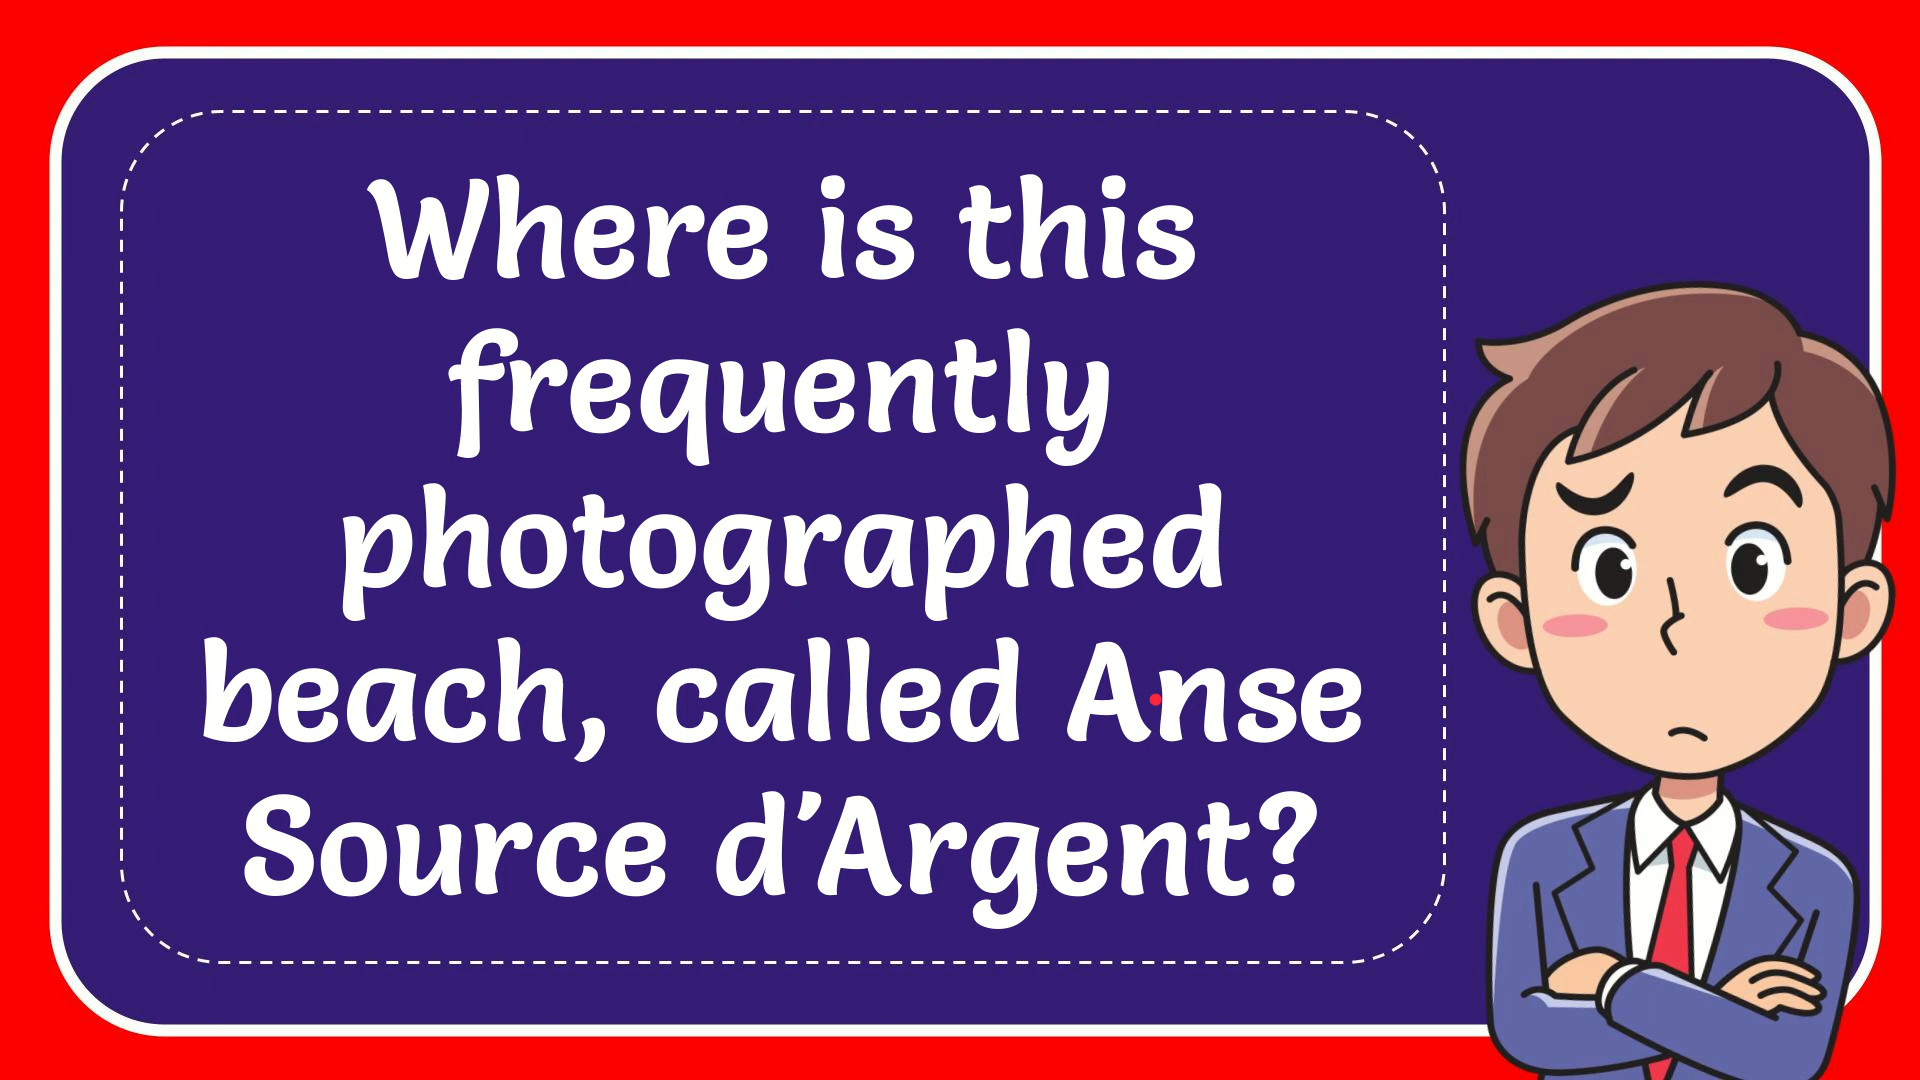 Where is this
frequently
photographed
beach, called Anse
Source d'Argent?